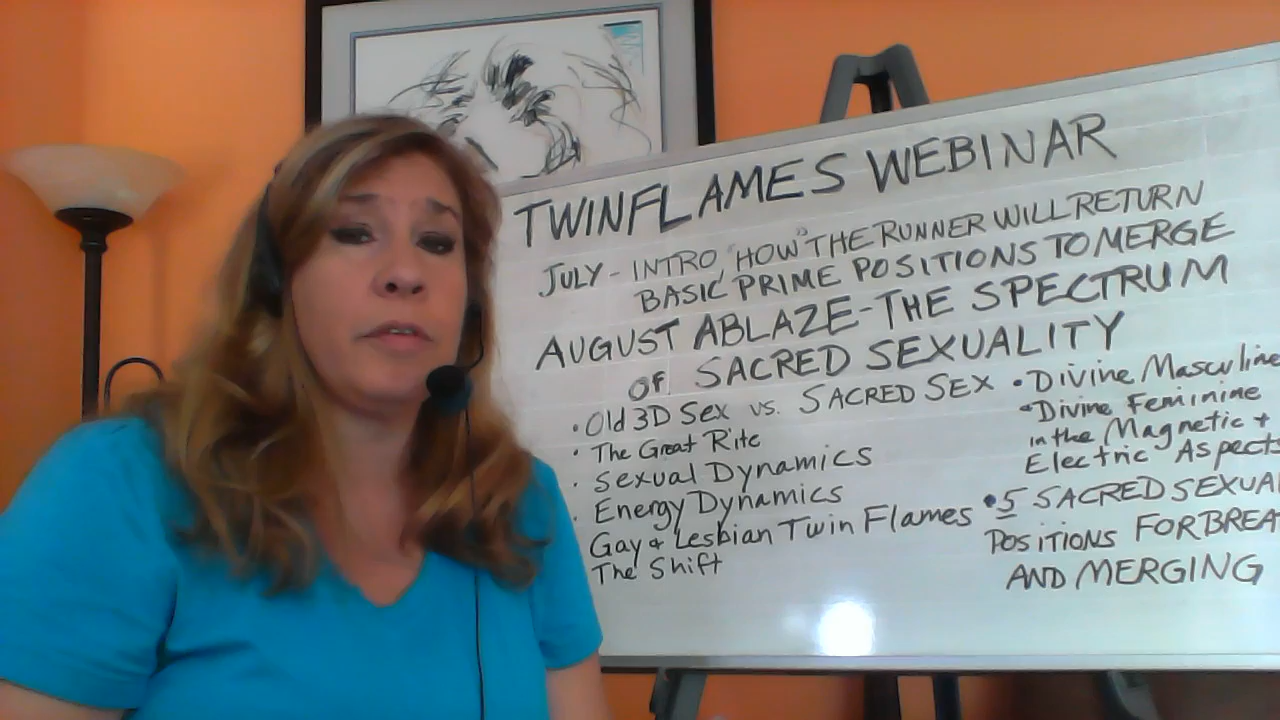 TWINFLAMES WEBINAR
JULY - INTRO "HOW" THE RUNNER WILL RETURN
BASIC PRIME POSITIONS TO MERGE
AUGUST ABLAZE - THE SPECTRUM
OF SACRED SEXUALITY
• Old 3D Sex vs. SACRED SEX
• The Great Rite
• Sexual Dynamics
• Energy Dynamics
Gay & Lesbian Twin Flames
The Shift
• Divine Masculine
• Divine Feminine
in the Magnetic +
Electric Aspects
• 5 SACRED SEXUAL
POSITIONS FOR BREA
AND MERGING